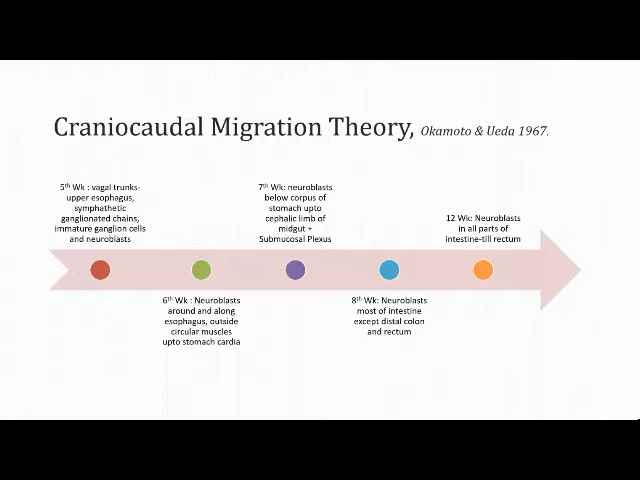 Craniocaudal Migration Theory, Okamoto & Ueda 1967.
5th Wk : vagal trunks-
upper esophagus,
symphathetic
ganglionated chains,
immature ganglion cells
and neuroblasts
6th Wk : Neuroblasts
around and along
esophagus, outside
circular muscles
upto stomach cardia
7th Wk: neuroblasts
below corpus of
stomach upto
cephalic limb of
midgut +
Submucosal Plexus
8th Wk: Neuroblasts
most of intestine
except distal colon
and rectum
12 Wk: Neuroblasts
in all parts of
intestine-till rectum